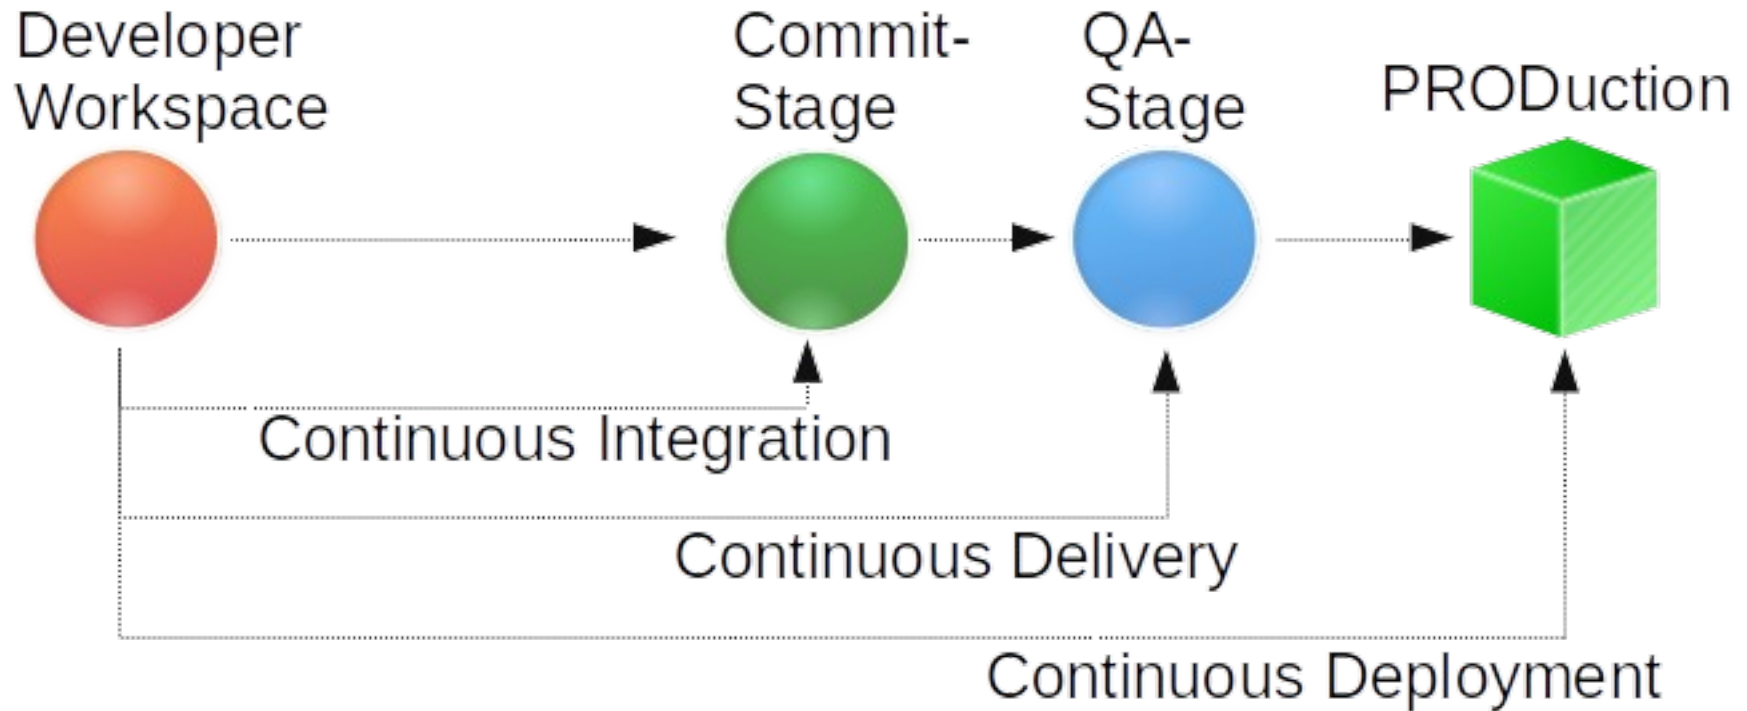 Developer
Workspace
Commit-
Stage
QA-
Stage
PRODuction
Continuous Integration
Continuous Delivery
Continuous Deployment